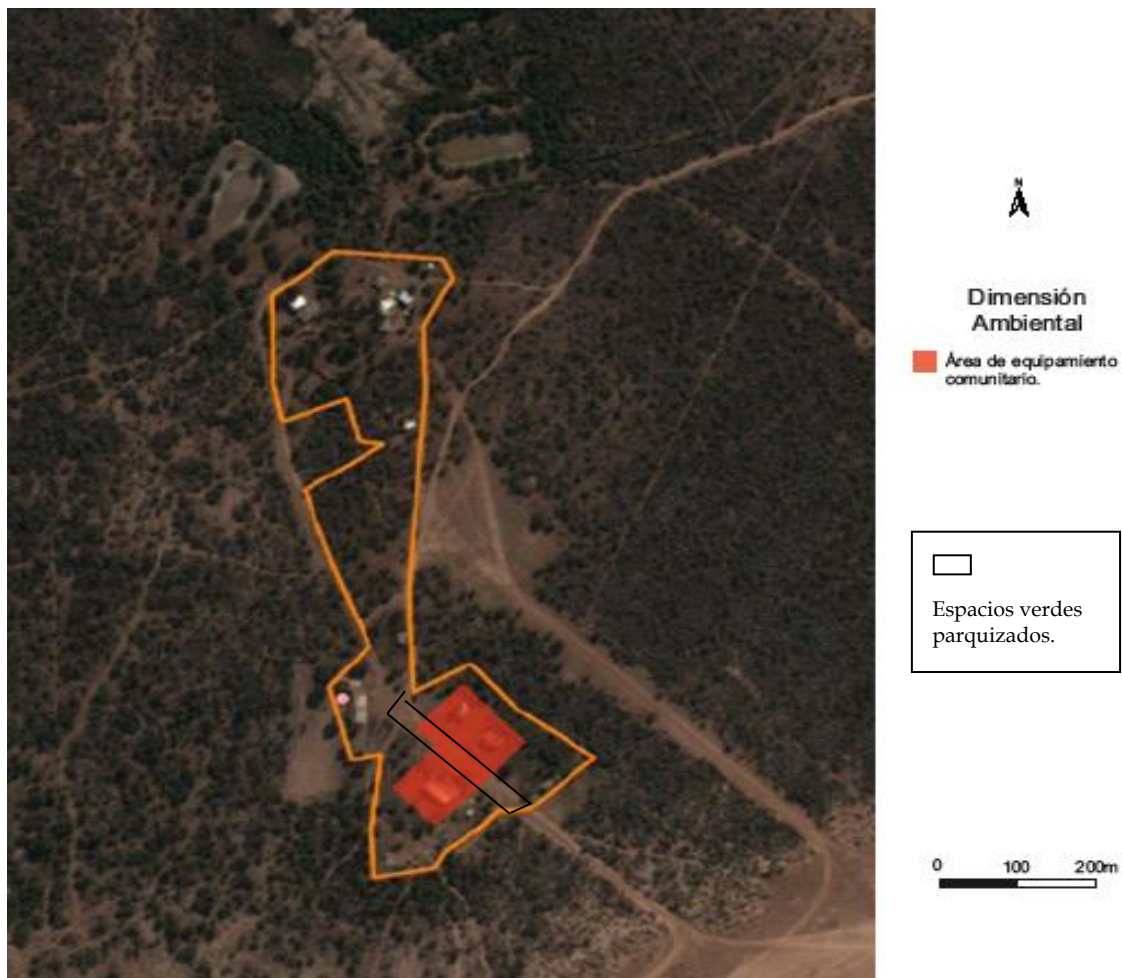 N
Dimensión
Ambiental
Área de equipamiento
comunitario.
Espacios verdes
parquizados.
0 100 200m